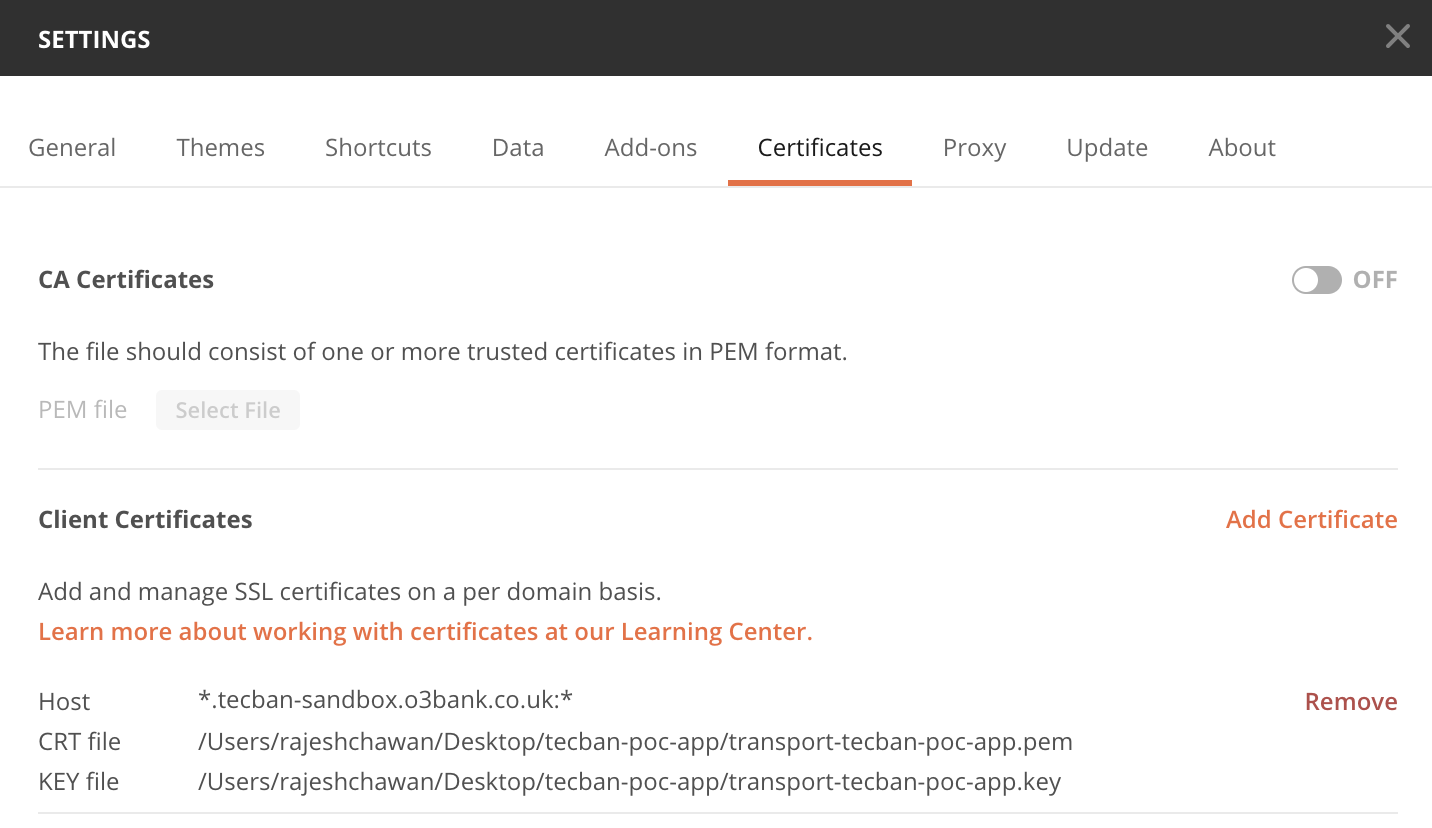 SETTINGS
General Themes Shortcuts Data Add-ons Certificates Proxy Update About
CA Certificates OFF
The file should consist of one or more trusted certificates in PEM format.
PEM file Select File
Client Certificates Add Certificate
Add and manage SSL certificates on a per domain basis.
Learn more about working with certificates at our Learning Center.
Host *.tecban-sandbox.o3bank.co.uk:* Remove
CRT file /Users/rajeshchawan/Desktop/tecban-poc-app/transport-tecban-poc-app.pem
KEY file /Users/rajeshchawan/Desktop/tecban-poc-app/transport-tecban-poc-app.key